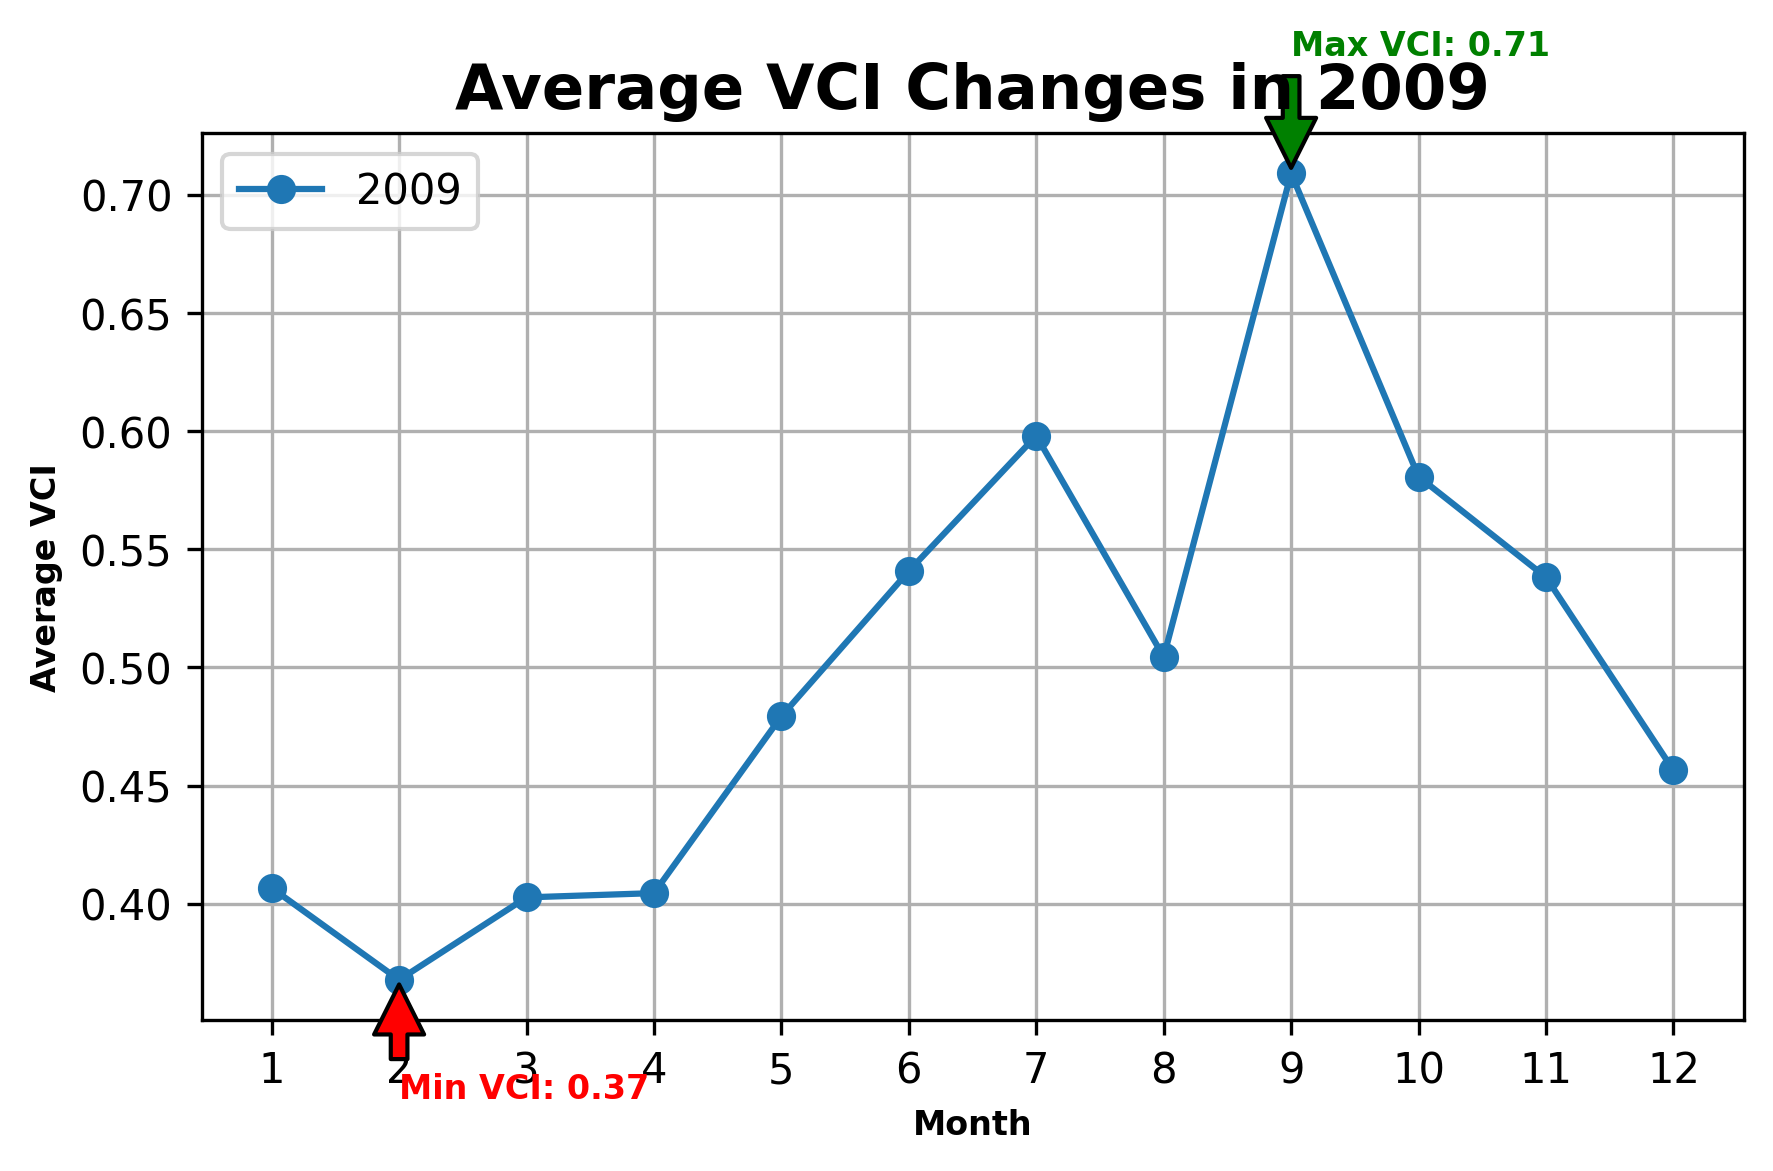 Max VCI: 0.71
Average VCI Changes in 2009
2009
Average VCI
0.70
0.65
0.60
0.55
0.50
0.45
0.40
1 2 3 4 5 6 7 8 9 10 11 12
Min VCI: 0.37
Month